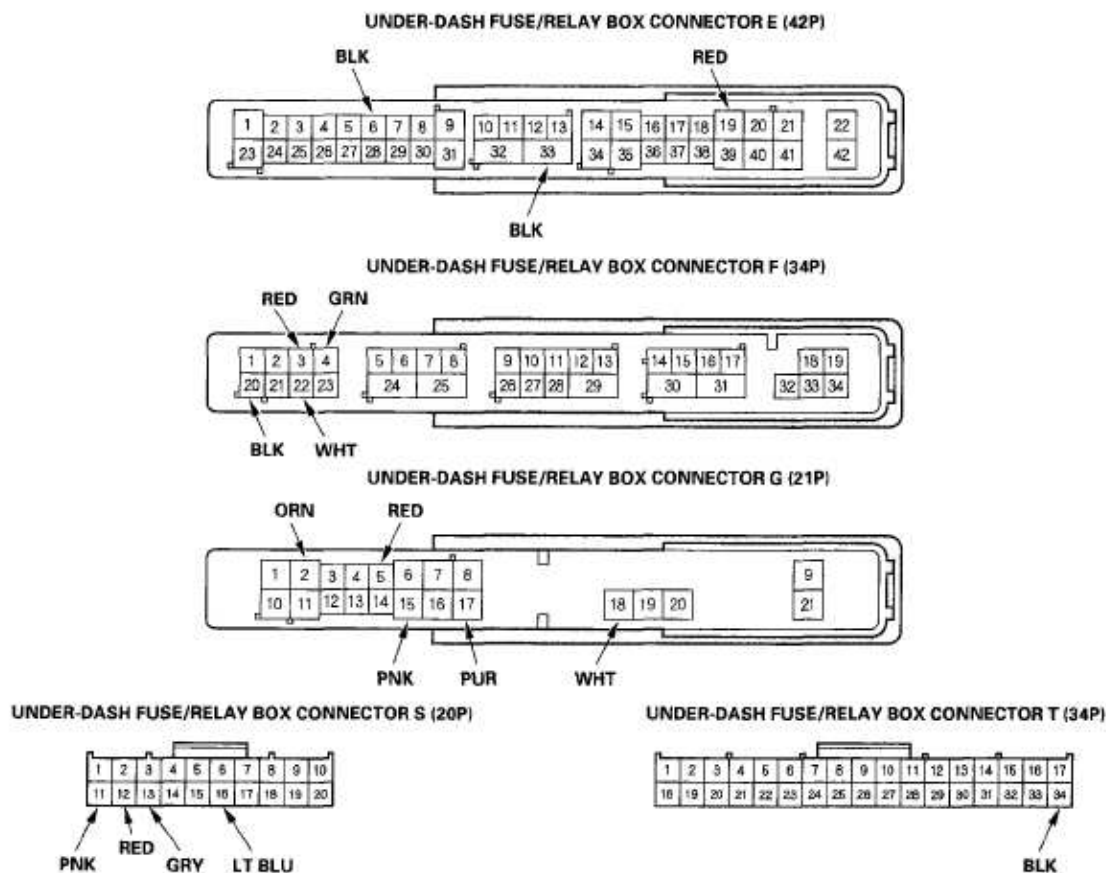 UNDER-DASH FUSE/RELAY BOX CONNECTOR E (42P)
BLK RED
1 2 3 4 5 6 7 8 9 10 11 12 13 14 15 16 17 18 19 20 21 22
23 24 25 26 27 28 29 30 31 32 33 34 35 36 37 38 39 40 41 42
BLK
UNDER-DASH FUSE/RELAY BOX CONNECTOR F (34P)
RED GRN
1 2 3 4 5 6 7 8 9 10 11 12 13 14 15 16 17 18 19
20 21 22 23 24 25 26 27 28 29 30 31 32 33 34
BLK WHT
UNDER-DASH FUSE/RELAY BOX CONNECTOR G (21P)
ORN RED
1 2 3 4 5 6 7 8 9
10 11 12 13 14 15 16 17 18 19 20 21
PNK PUR WHT
UNDER-DASH FUSE/RELAY BOX CONNECTOR S (20P)
1 2 3 4 5 6 7 8 9 10
11 12 13 14 15 16 17 18 19 20
PNK RED GRY LT BLU
UNDER-DASH FUSE/RELAY BOX CONNECTOR T (34P)
1 2 3 4 5 6 7 8 9 10 11 12 13 14 15 16 17
18 19 20 21 22 23 24 25 26 27 28 29 30 31 32 33 34
BLK